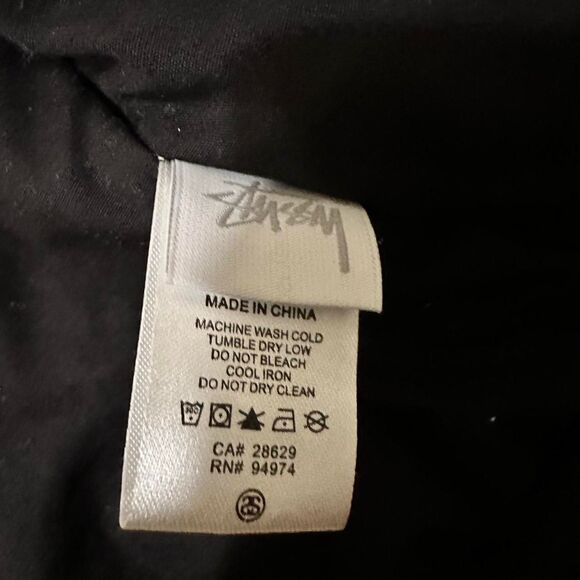 Stüssy
MADE IN CHINA
MACHINE WASH COLD
TUMBLE DRY LOW
DO NOT BLEACH
COOL IRON
DO NOT DRY CLEAN
CA# 28629
RN# 94974